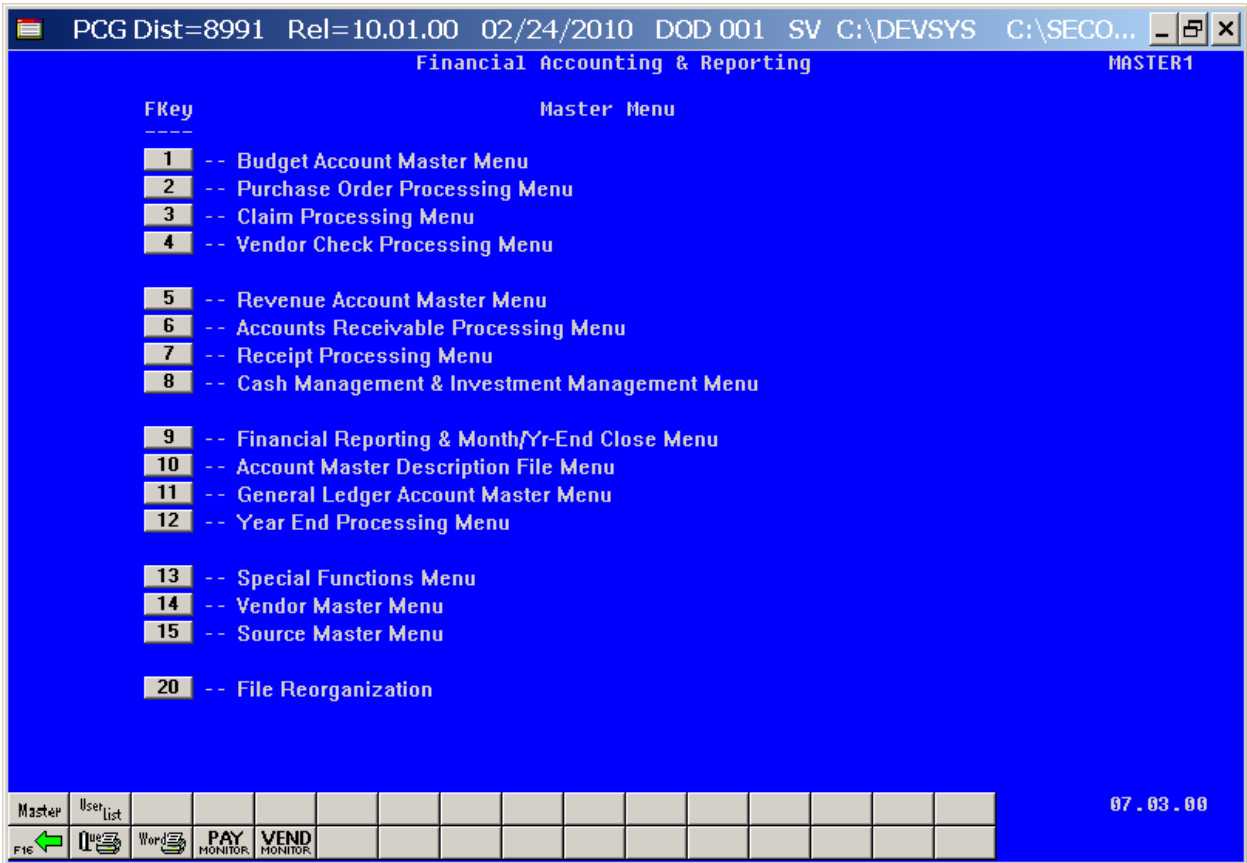 PCG Dist=8991 Rel=10.01.00 02/24/2010 DOD 001 SV C:\DEVSYS C:\SECO...
Financial Accounting & Reporting MASTER1
FKey Master Menu
----
1 -- Budget Account Master Menu
2 -- Purchase Order Processing Menu
3 -- Claim Processing Menu
4 -- Vendor Check Processing Menu
5 -- Revenue Account Master Menu
6 -- Accounts Receivable Processing Menu
7 -- Receipt Processing Menu
8 -- Cash Management & Investment Management Menu
9 -- Financial Reporting & Month/Yr-End Close Menu
10 -- Account Master Description File Menu
11 -- General Ledger Account Master Menu
12 -- Year End Processing Menu
13 -- Special Functions Menu
14 -- Vendor Master Menu
15 -- Source Master Menu
20 -- File Reorganization
Master User List 07.03.00
F16 Que Word PAY MONITOR VEND MONITOR